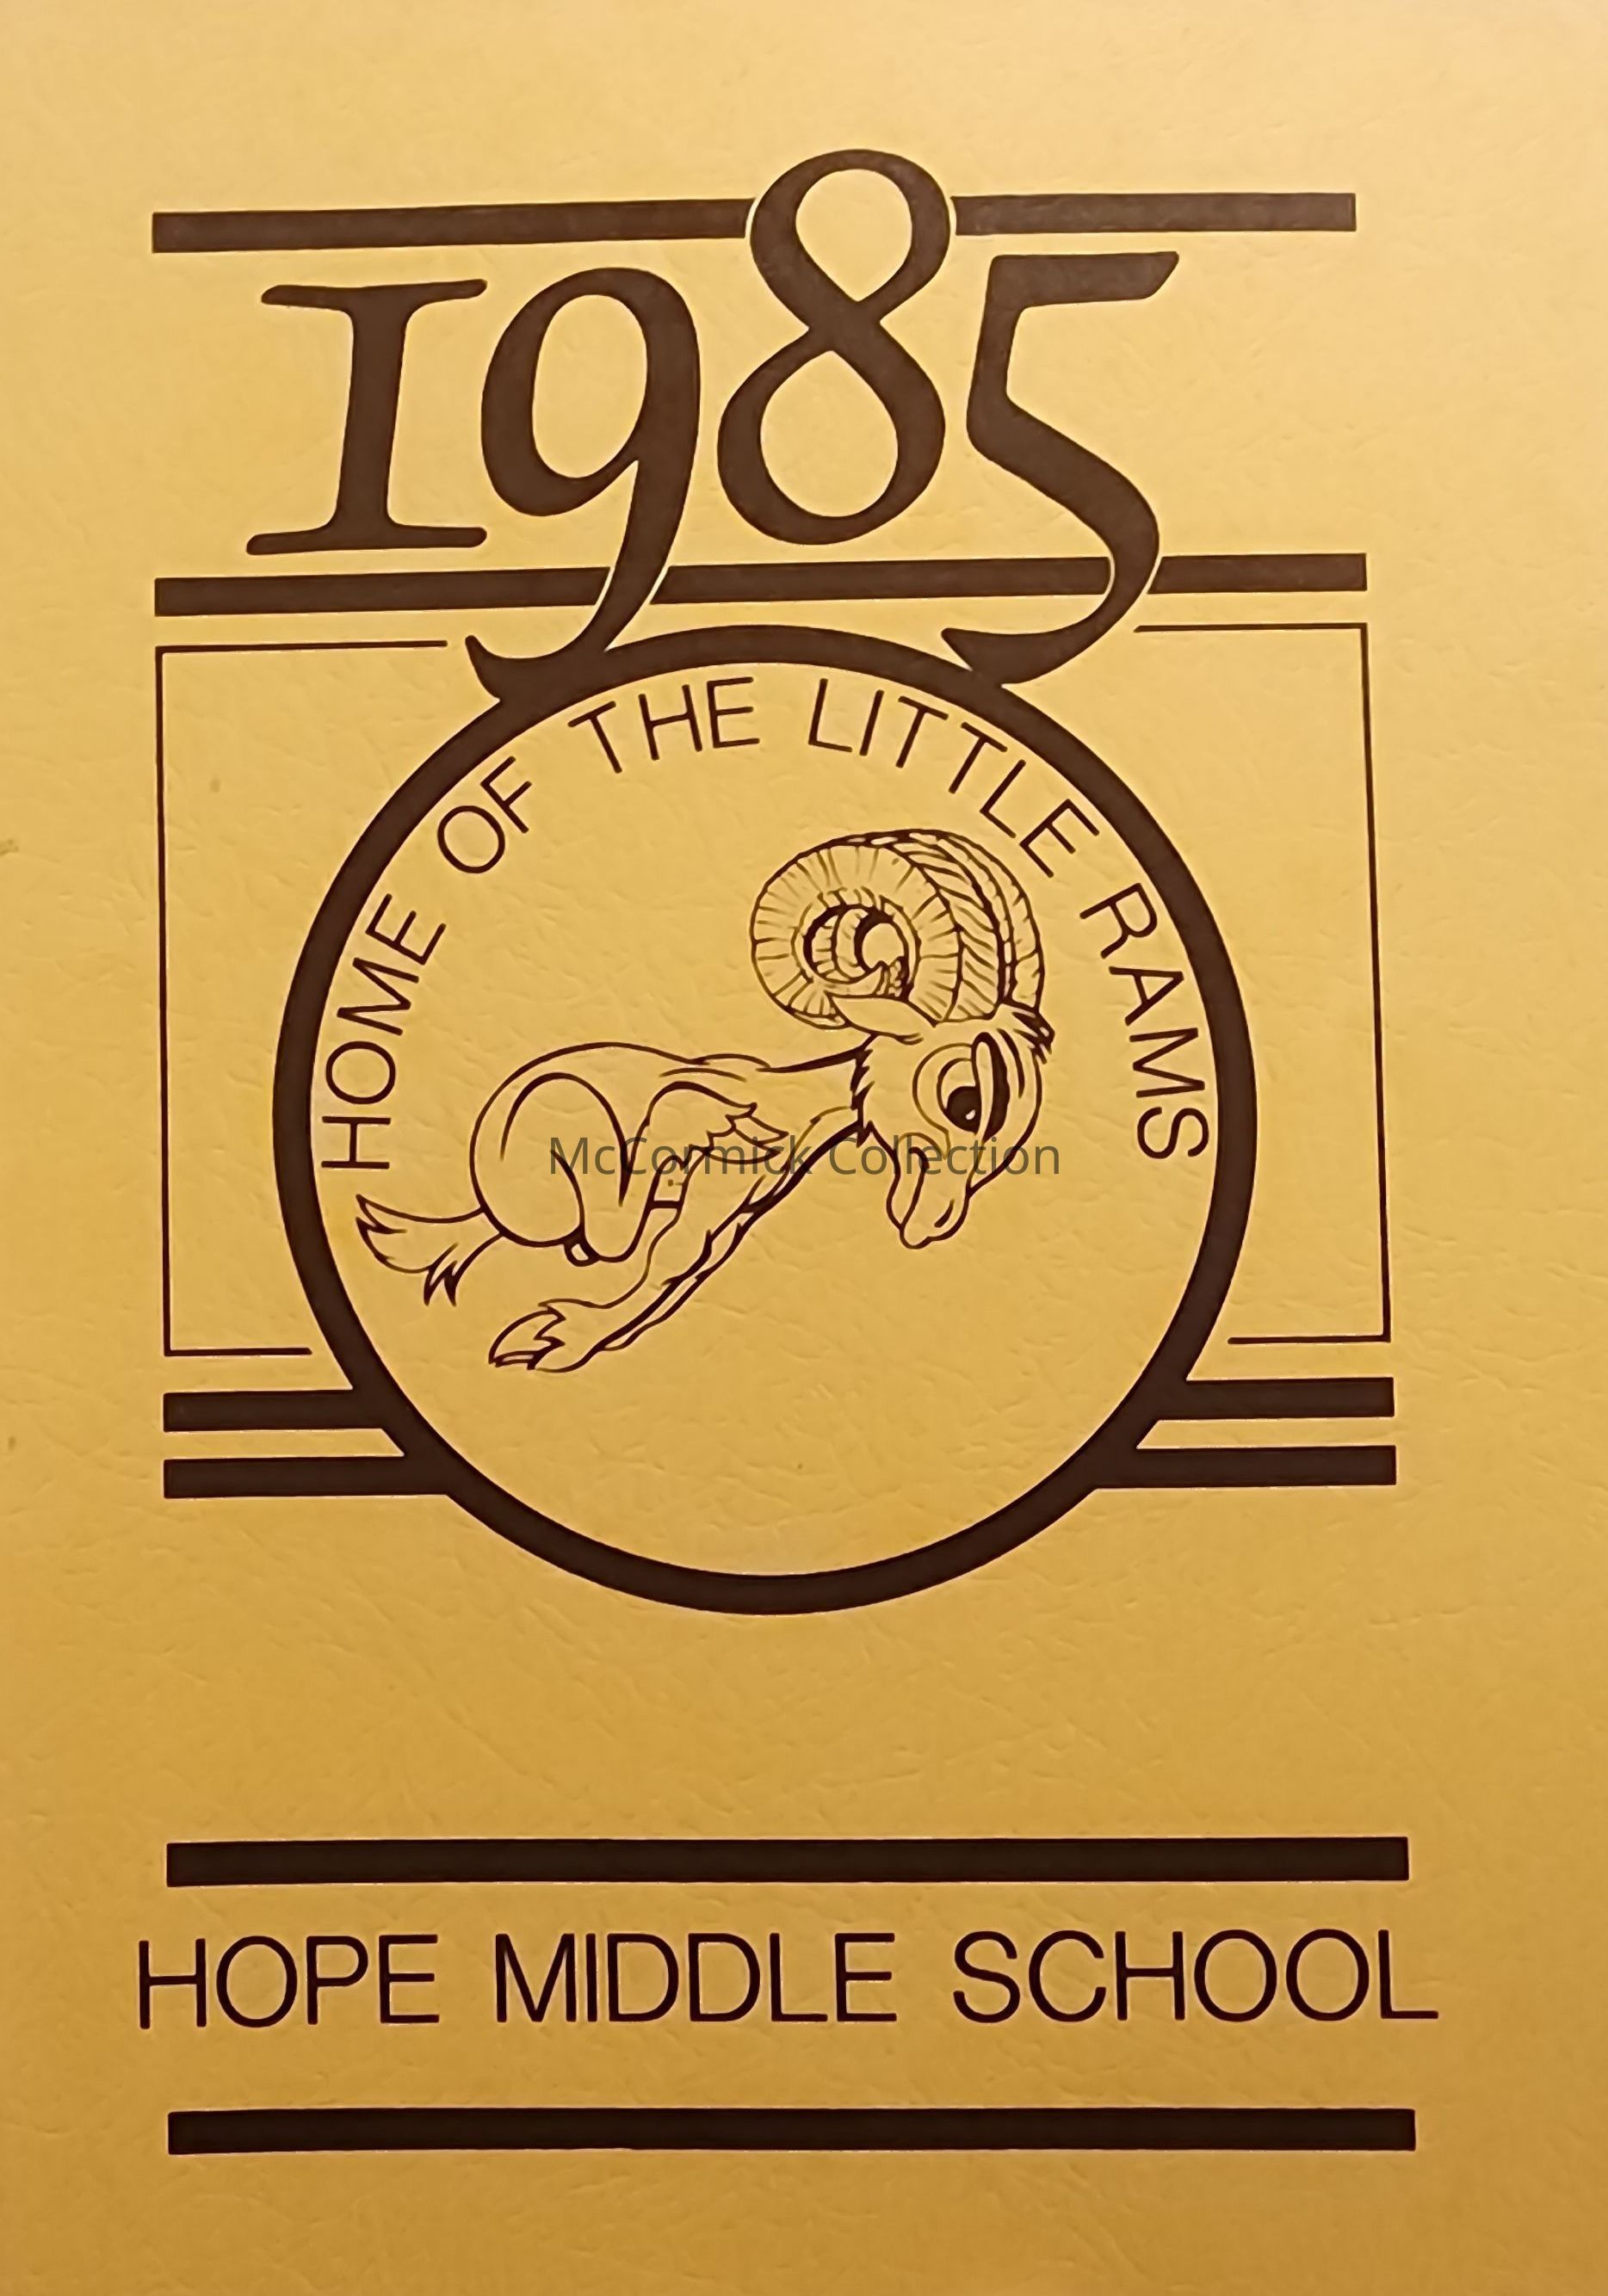 1985
HOME OF THE LITTLE RAMS
McCormick Collection
HOPE MIDDLE SCHOOL